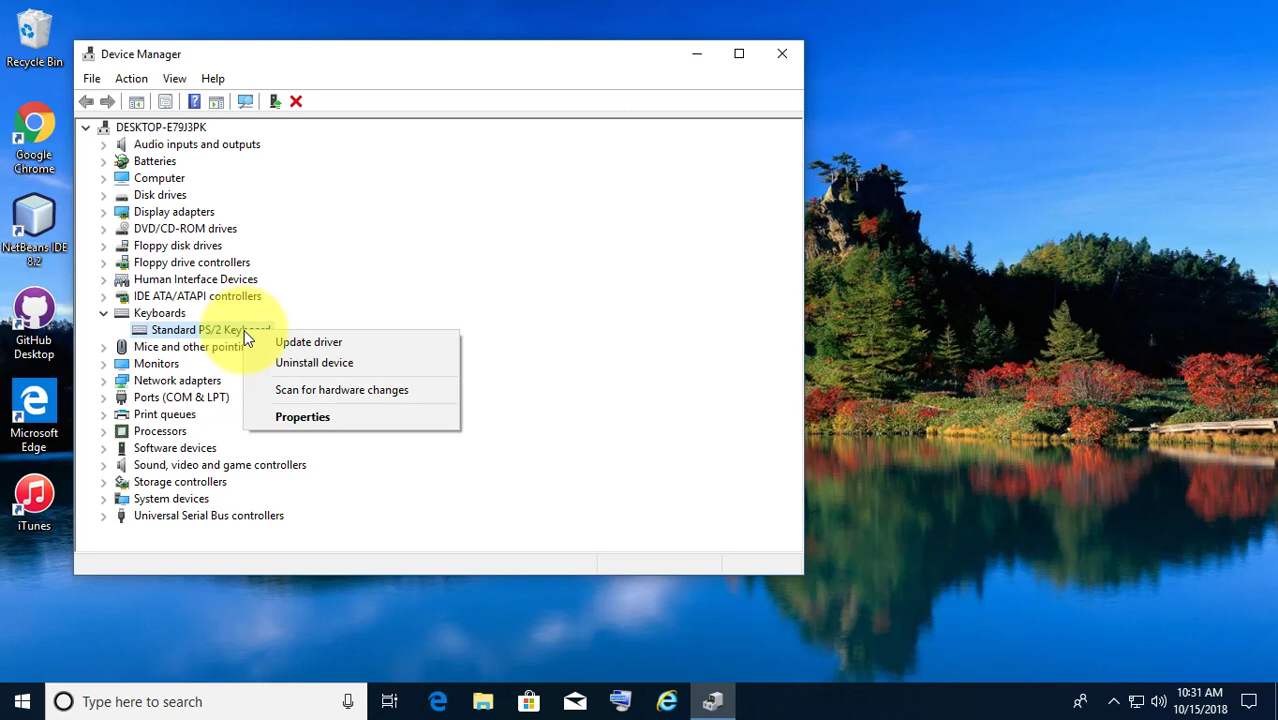 Recycle Bin
Google
Chrome
NetBeans IDE
8.2
GitHub
Desktop
Microsoft
Edge
iTunes
Device Manager
File Action View Help
DESKTOP-E79J3PK
Audio inputs and outputs
Batteries
Computer
Disk drives
Display adapters
DVD/CD-ROM drives
Floppy disk drives
Floppy drive controllers
Human Interface Devices
IDE ATA/ATAPI controllers
Keyboards
Standard PS/2 Keyboard
Mice and other
Monitors
Network adapters
Ports (COM & LPT)
Print queues
Processors
Software devices
Sound, video and game controllers
Storage controllers
System devices
Universal Serial Bus controllers
Update driver
Uninstall device
Scan for hardware changes
Properties
Type here to search
10:31 AM
10/15/2018